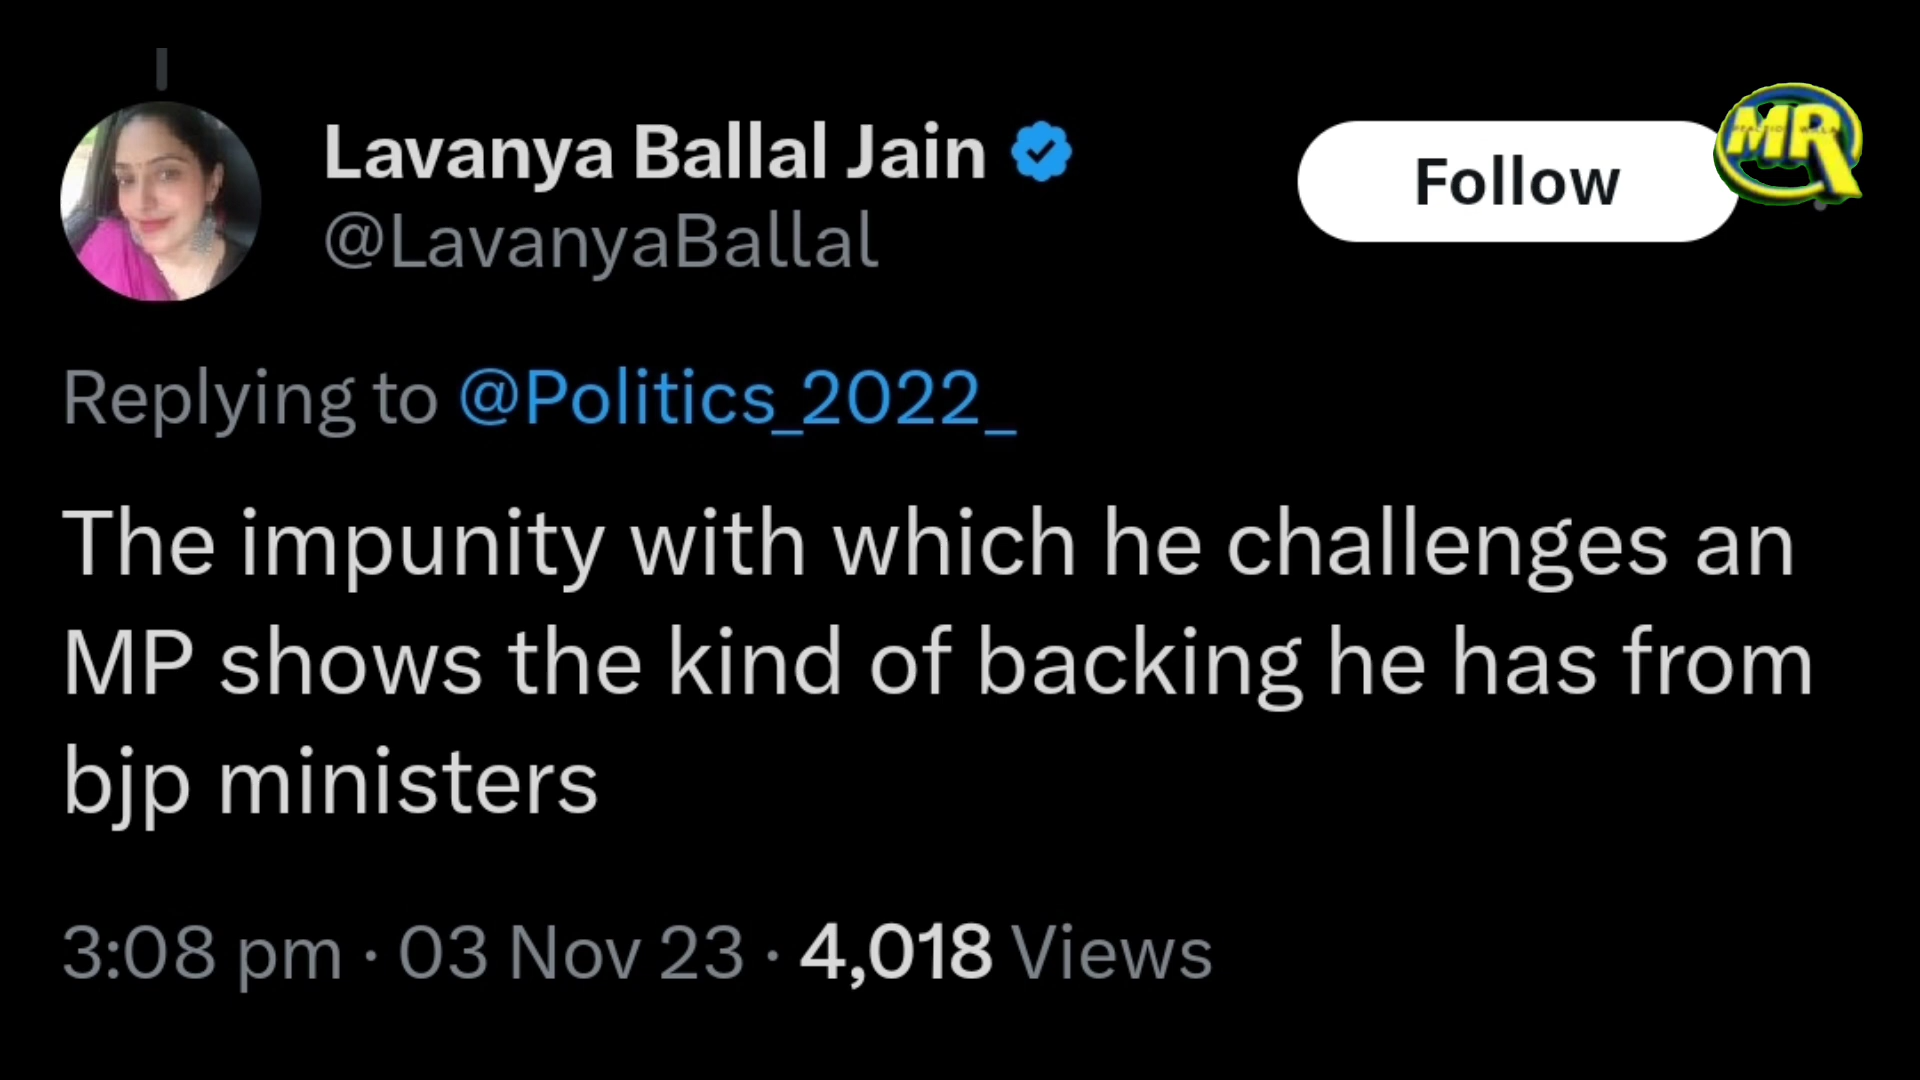 Lavanya Ballal Jain
@LavanyaBallal
Follow
MR
Replying to @Politics_2022_
The impunity with which he challenges an
MP shows the kind of backing he has from
bjp ministers
3:08 pm · 03 Nov 23 · 4,018 Views